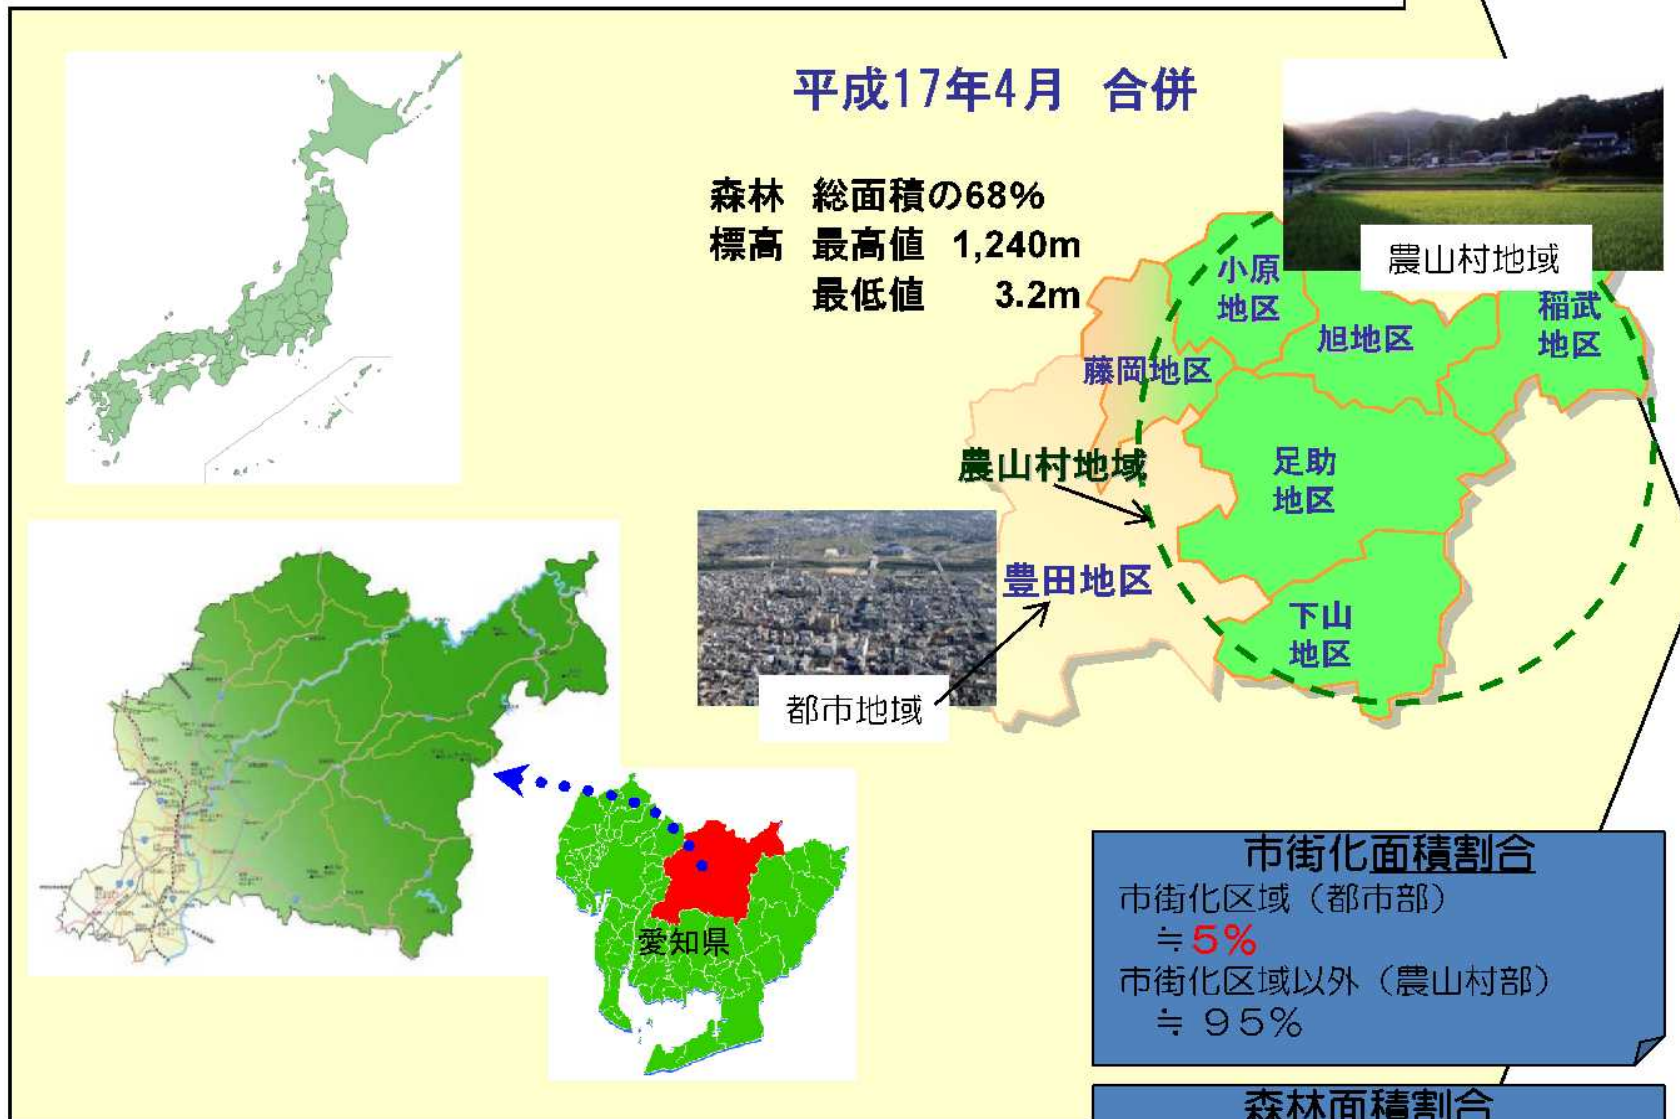 平成17年4月 合併
森林 総面積の68%
標高 最高値 1,240m
最低値 3.2m
農山村地域
小原
地区
稲武
地区
旭地区
藤岡地区
農山村地域
足助
地区
豊田地区
下山
地区
都市地域
愛知県
市街化面積割合
市街化区域（都市部）
≒5%
市街化区域以外（農山村部）
≒ 95%
森林面積割合